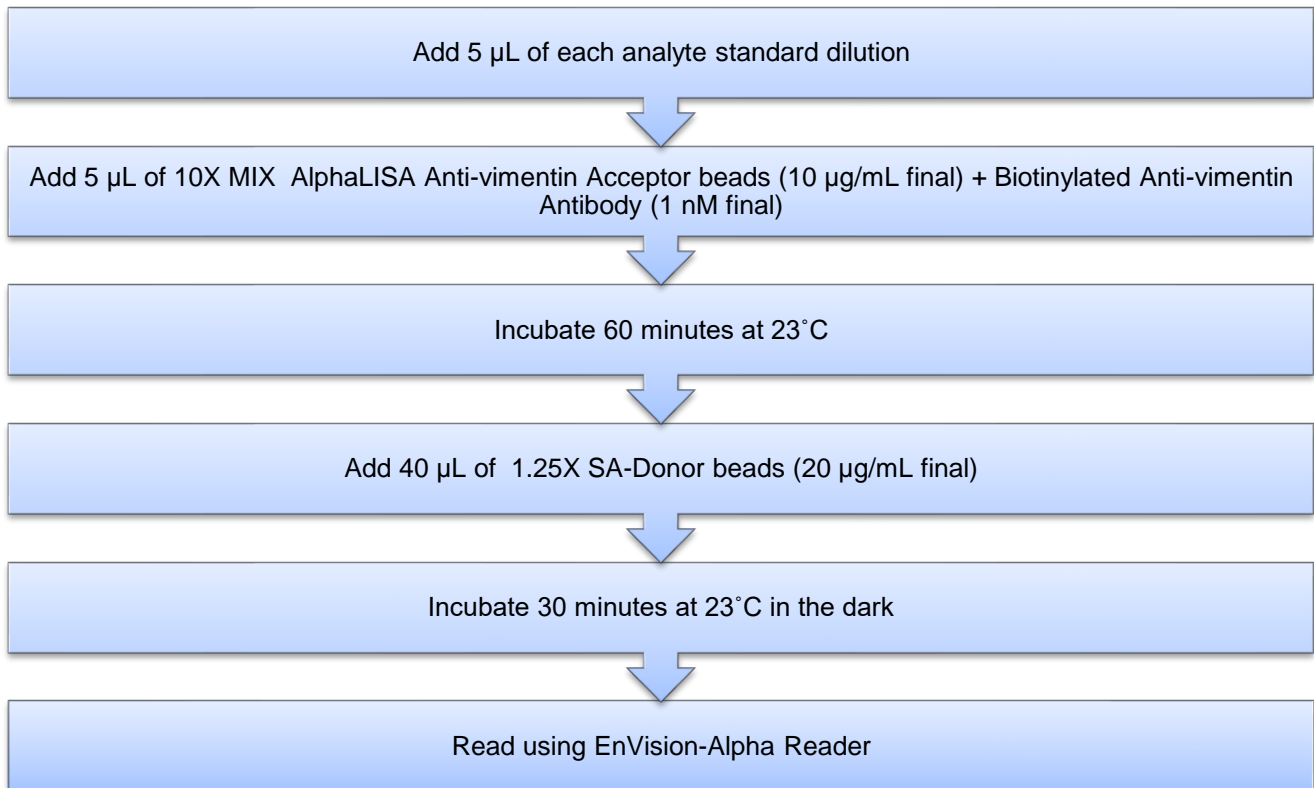 Add 5 µL of each analyte standard dilution
Add 5 µL of 10X MIX  AlphaLISA Anti-vimentin Acceptor beads (10 µg/mL final) + Biotinylated Anti-vimentin
Antibody (1 nM final)
Incubate 60 minutes at 23˚C
Add 40 µL of  1.25X SA-Donor beads (20 µg/mL final)
Incubate 30 minutes at 23˚C in the dark
Read using EnVision-Alpha Reader